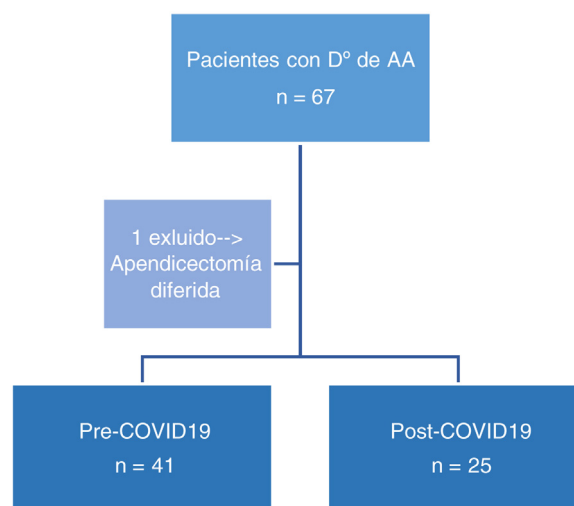 Pacientes con Dº de AA
n = 67
1 exluido-->
Apendicectomía
diferida
Pre-COVID19
n = 41
Post-COVID19
n = 25